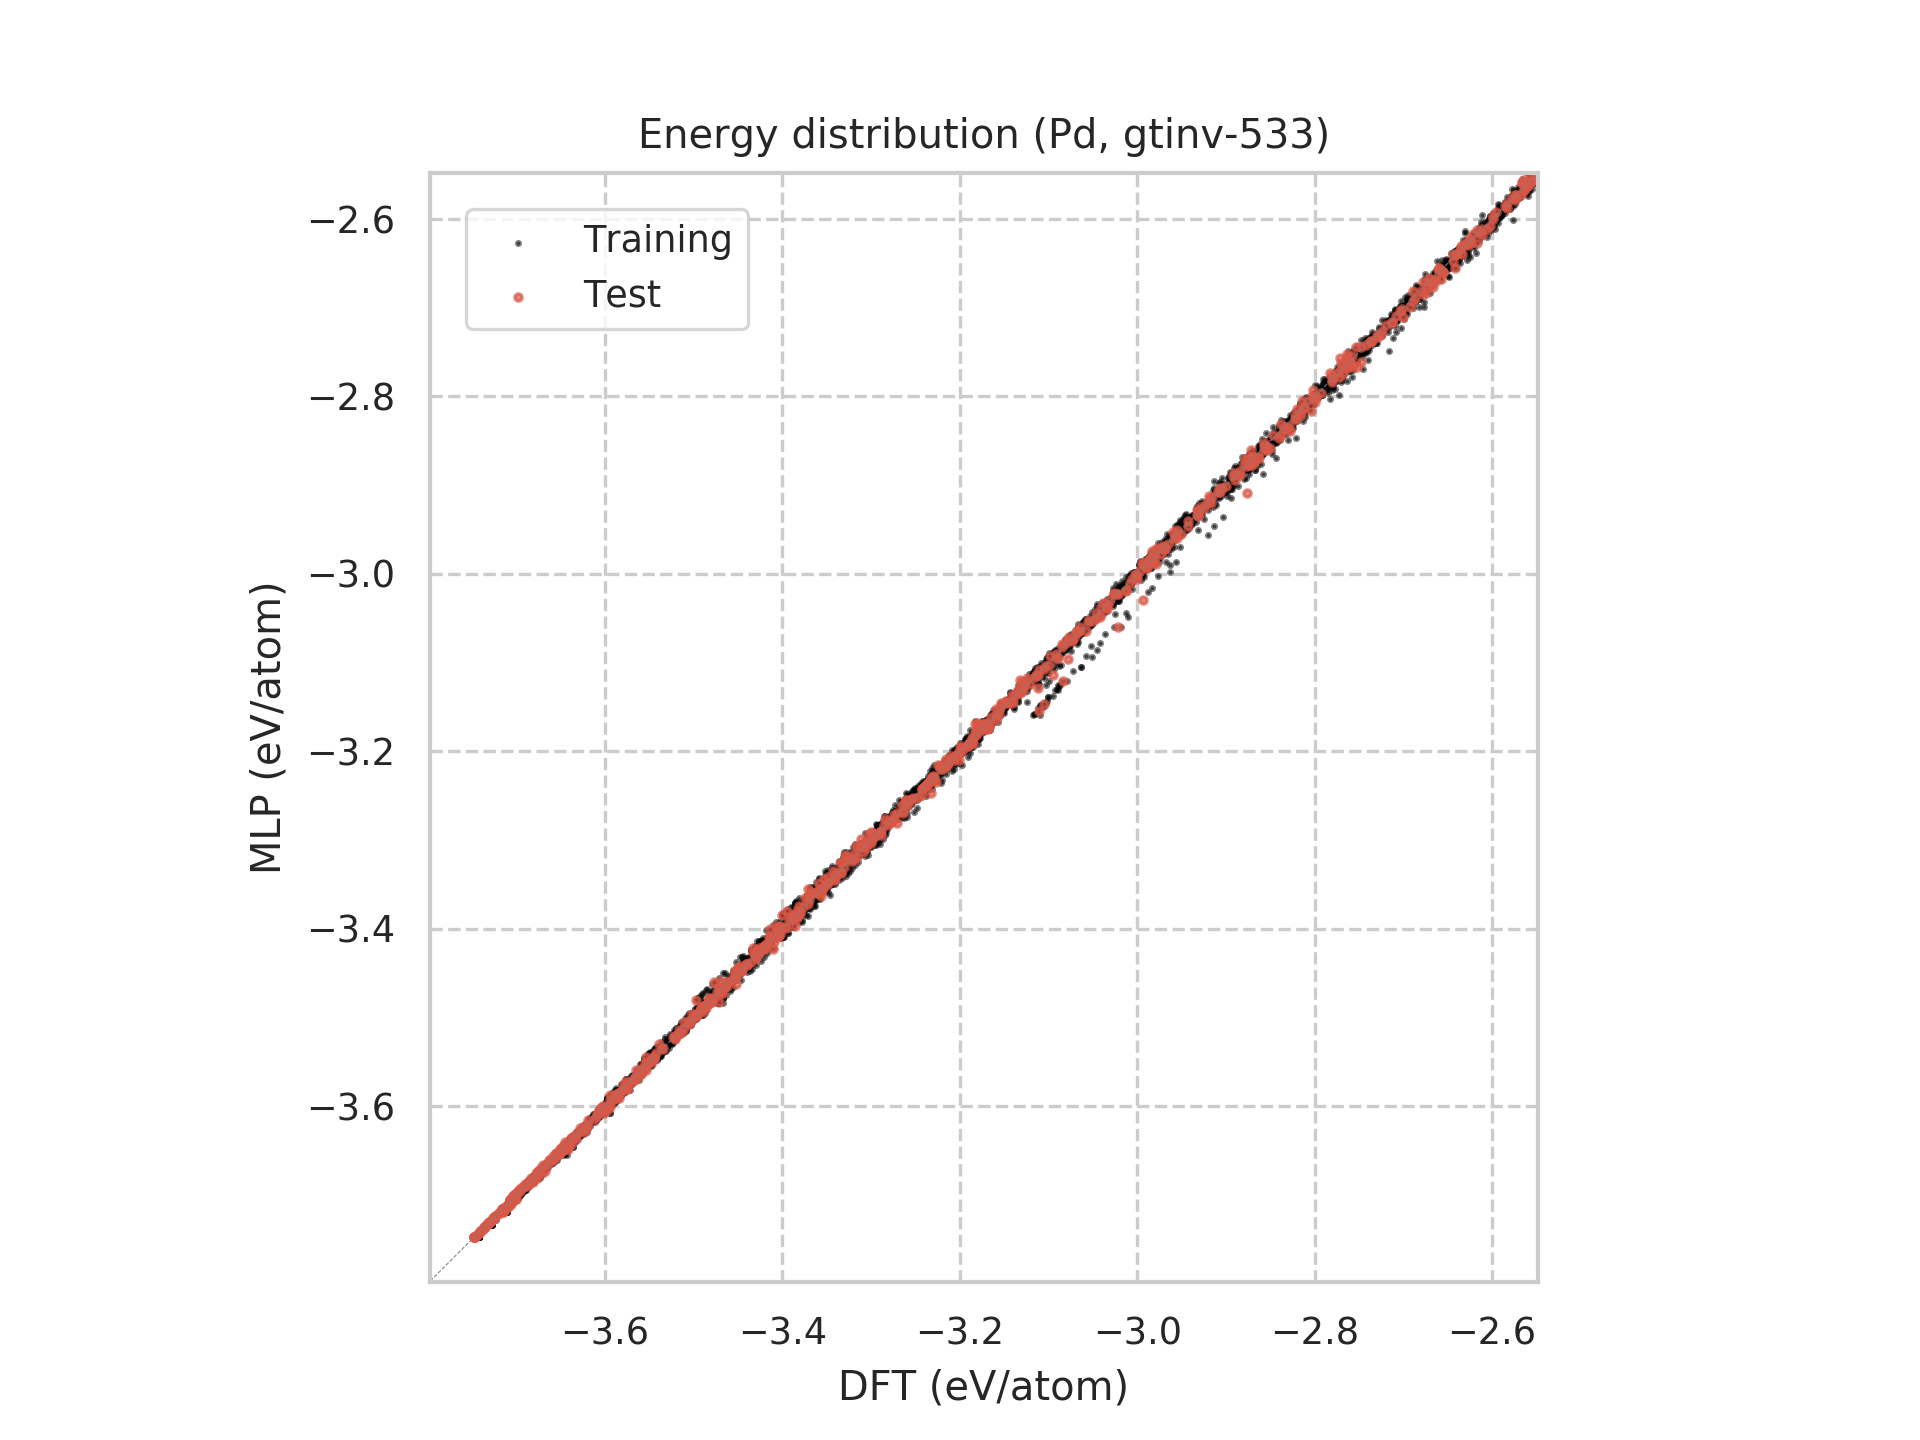 Energy distribution (Pd, gtinv-533)
Training
Test
−2.6
−2.8
−3.0
−3.2
−3.4
−3.6
MLP (eV/atom)
−3.6 −3.4 −3.2 −3.0 −2.8 −2.6
DFT (eV/atom)